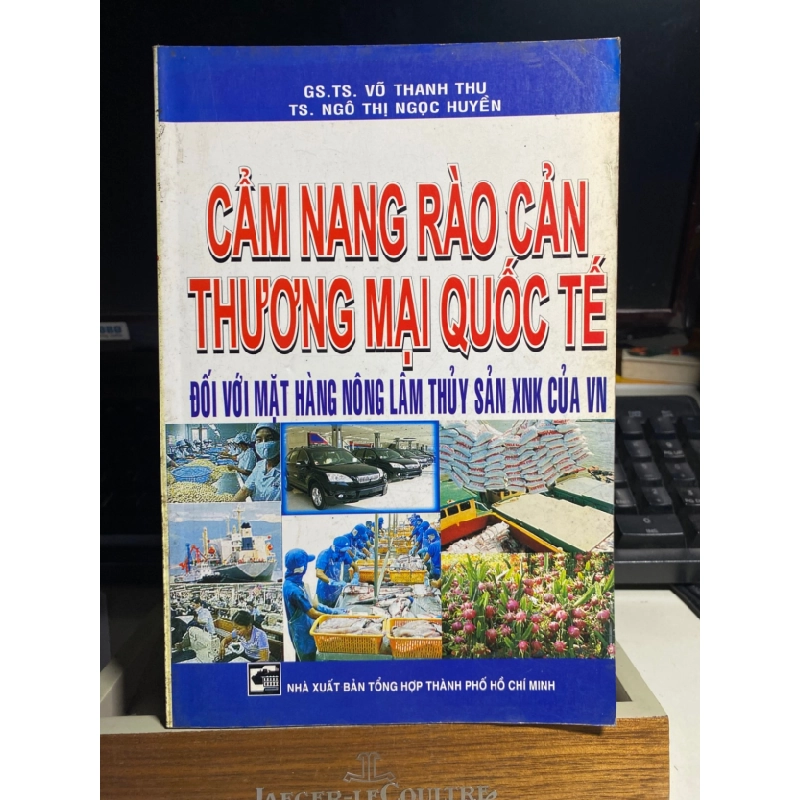 GS.TS. VÕ THANH THU
TS. NGÔ THỊ NGỌC HUYỀN
CẨM NANG RÀO CẢN
THƯƠNG MẠI QUỐC TẾ
ĐỐI VỚI MẶT HÀNG NÔNG LÂM THỦY SẢN XNK CỦA VN
NHÀ XUẤT BẢN TỔNG HỢP THÀNH PHỐ HỒ CHÍ MINH
JAEGER-LECOULTRE